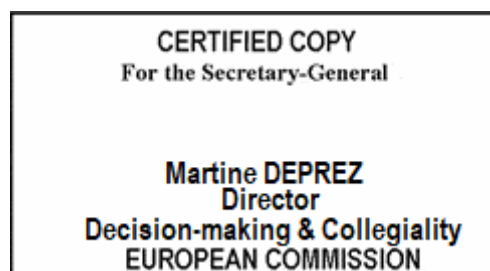 CERTIFIED COPY
For the Secretary-General
Martine DEPREZ
Director
Decision-making & Collegiality
EUROPEAN COMMISSION